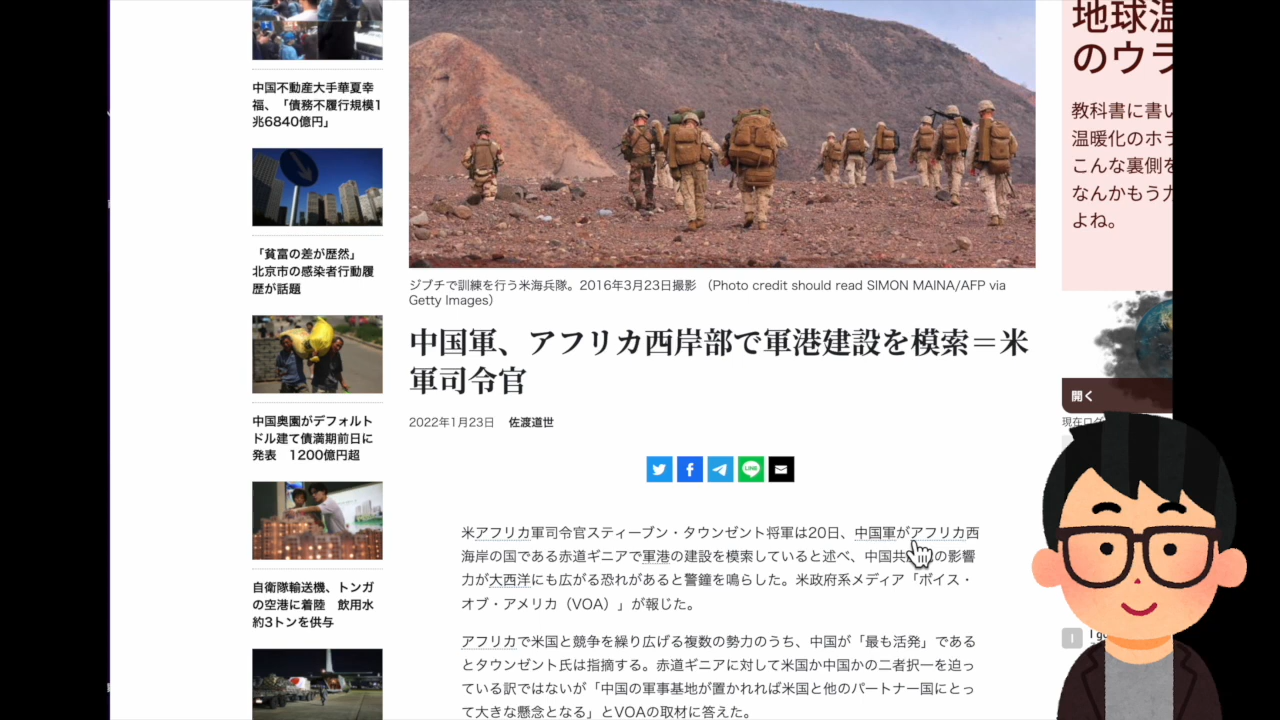 中国不動産大手華夏幸
福、「債務不履行規模1
兆6840億円」
「貧富の差が歴然」
北京市の感染者行動履
歴が話題
中国奥園がデフォルト
ドル建て債満期前日に
発表　1200億円超
自衛隊輸送機、トンガ
の空港に着陸　飲用水
約3トンを供与
ジブチで訓練を行う米海兵隊。2016年3月23日撮影 （Photo credit should read SIMON MAINA/AFP via
Getty Images）
中国軍、アフリカ西岸部で軍港建設を模索＝米
軍司令官
2022年1月23日　佐渡道世
LINE
米アフリカ軍司令官スティーブン・タウンゼント将軍は20日、中国軍がアフリカ西
海岸の国である赤道ギニアで軍港の建設を模索していると述べ、中国共 の影響
力が大西洋にも広がる恐れがあると警鐘を鳴らした。米政府系メディア「ボイス・
オブ・アメリカ（VOA）」が報じた。
アフリカで米国と競争を繰り広げる複数の勢力のうち、中国が「最も活発」である
とタウンゼント氏は指摘する。赤道ギニアに対して米国か中国かの二者択一を迫っ
ている訳ではないが「中国の軍事基地が置かれれば米国と他のパートナー国にとっ
て大きな懸念となる」とVOAの取材に答えた。
地球温
のウラ
教科書に書い
温暖化のホラ
こんな裏側を
なんかもうガ
よね。
開く
現在ログ
I